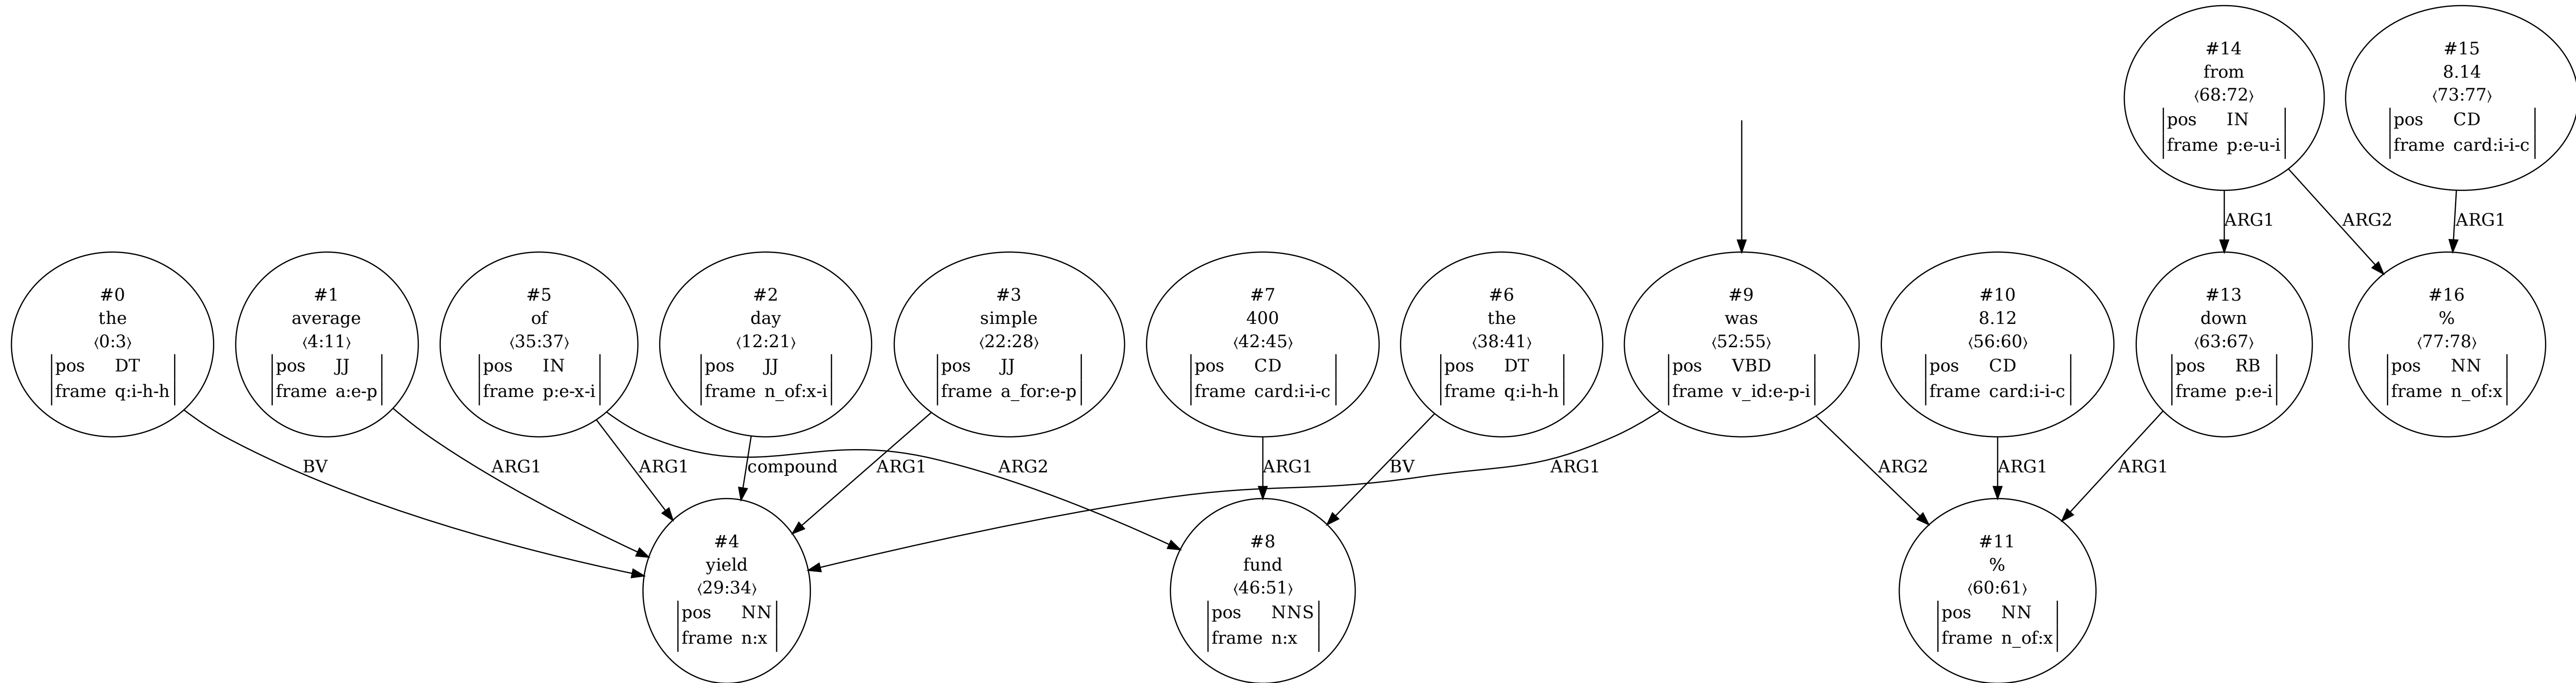 #14
from
⟨68:72⟩
pos IN
frame p:e-u-i
#15
8.14
⟨73:77⟩
pos CD
frame card:i-i-c
ARG1
ARG2
ARG1
#0
the
⟨0:3⟩
pos DT
frame q:i-h-h
#1
average
⟨4:11⟩
pos JJ
frame a:e-p
#5
of
⟨35:37⟩
pos IN
frame p:e-x-i
#2
day
⟨12:21⟩
pos JJ
frame n_of:x-i
#3
simple
⟨22:28⟩
pos JJ
frame a_for:e-p
#7
400
⟨42:45⟩
pos CD
frame card:i-i-c
#6
the
⟨38:41⟩
pos DT
frame q:i-h-h
#9
was
⟨52:55⟩
pos VBD
frame v_id:e-p-i
#10
8.12
⟨56:60⟩
pos CD
frame card:i-i-c
#13
down
⟨63:67⟩
pos RB
frame p:e-i
#16
%
⟨77:78⟩
pos NN
frame n_of:x
BV
ARG1
ARG1
compound
ARG1
ARG2
ARG1
BV
ARG1
ARG2
ARG1
ARG1
#4
yield
⟨29:34⟩
pos NN
frame n:x
#8
fund
⟨46:51⟩
pos NNS
frame n:x
#11
%
⟨60:61⟩
pos NN
frame n_of:x